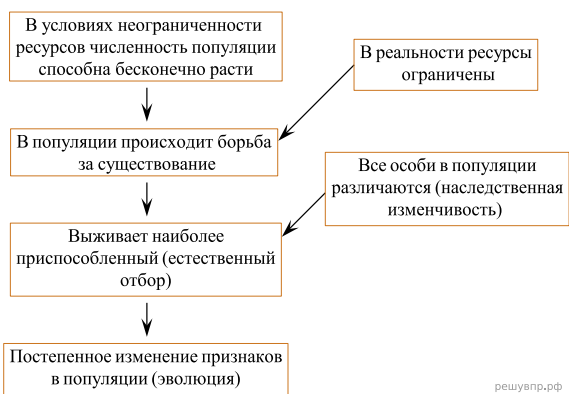 В условиях неограниченности
ресурсов численность популяции
способна бесконечно расти
В реальности ресурсы
ограничены
В популяции происходит борьба
за существование
Все особи в популяции
различаются (наследственная
изменчивость)
Выживает наиболее
приспособленный (естественный
отбор)
Постепенное изменение признаков
в популяции (эволюция)
решувпр.рф